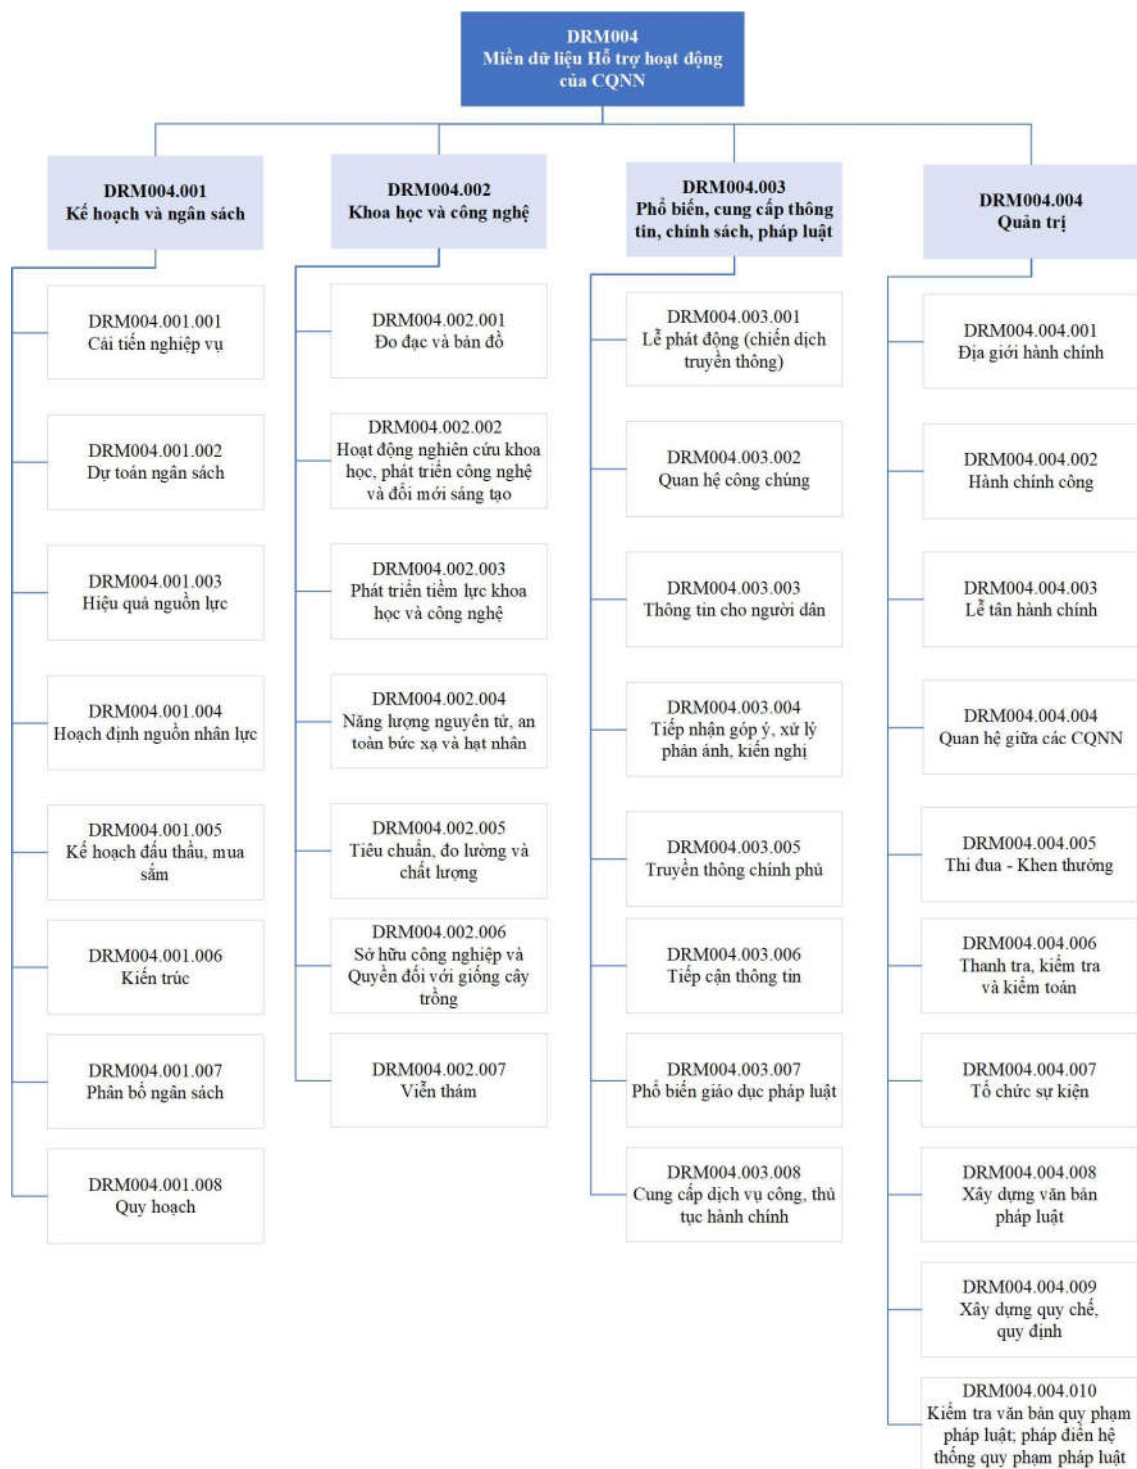 DRM004
Miền dữ liệu Hỗ trợ hoạt động
của CQNN
DRM004.001
Kế hoạch và ngân sách
DRM004.001.001
Cải tiến nghiệp vụ
DRM004.001.002
Dự toán ngân sách
DRM004.001.003
Hiệu quả nguồn lực
DRM004.001.004
Hoạch định nguồn nhân lực
DRM004.001.005
Kế hoạch đấu thầu, mua
sắm
DRM004.001.006
Kiến trúc
DRM004.001.007
Phân bổ ngân sách
DRM004.001.008
Quy hoạch
DRM004.002
Khoa học và công nghệ
DRM004.002.001
Đo đạc và bản đồ
DRM004.002.002
Hoạt động nghiên cứu khoa
học, phát triển công nghệ
và đổi mới sáng tạo
DRM004.002.003
Phát triển tiềm lực khoa
học và công nghệ
DRM004.002.004
Năng lượng nguyên tử, an
toàn bức xạ và hạt nhân
DRM004.002.005
Tiêu chuẩn, đo lường và
chất lượng
DRM004.002.006
Sở hữu công nghiệp và
Quyền đối với giống cây
trồng
DRM004.002.007
Viễn thám
DRM004.003
Phổ biến, cung cấp thông
tin, chính sách, pháp luật
DRM004.003.001
Lễ phát động (chiến dịch
truyền thông)
DRM004.003.002
Quan hệ công chúng
DRM004.003.003
Thông tin cho người dân
DRM004.003.004
Tiếp nhận góp ý, xử lý
phản ánh, kiến nghị
DRM004.003.005
Truyền thông chính phủ
DRM004.003.006
Tiếp cận thông tin
DRM004.003.007
Phổ biến giáo dục pháp luật
DRM004.003.008
Cung cấp dịch vụ công, thủ
tục hành chính
DRM004.004
Quản trị
DRM004.004.001
Địa giới hành chính
DRM004.004.002
Hành chính công
DRM004.004.003
Lễ tân hành chính
DRM004.004.004
Quan hệ giữa các CQNN
DRM004.004.005
Thi đua - Khen thưởng
DRM004.004.006
Thanh tra, kiểm tra
và kiểm toán
DRM004.004.07
Tổ chức sự kiện
DRM004.004.008
Xây dựng văn bản
pháp luật
DRM004.004.009
Xây dựng quy chế,
quy định
DRM004.004.010
Kiểm tra văn bản quy phạm
pháp luật; pháp điển hệ
thống quy phạm pháp luật